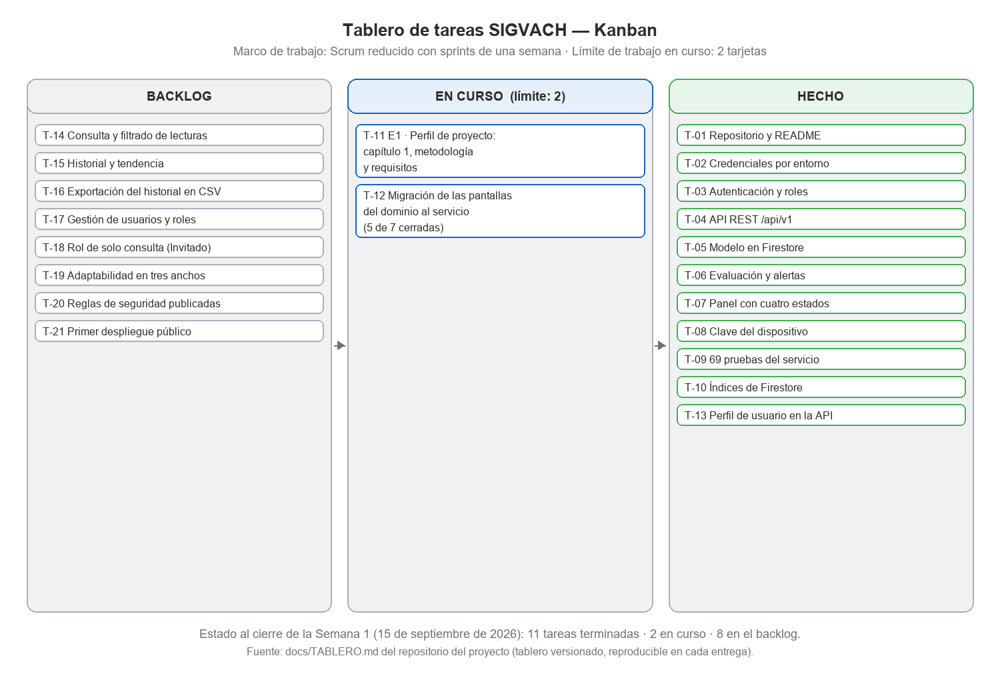 Tablero de tareas SIGVACH — Kanban
Marco de trabajo: Scrum reducido con sprints de una semana · Límite de trabajo en curso: 2 tarjetas
BACKLOG
T-14 Consulta y filtrado de lecturas
T-15 Historial y tendencia
T-16 Exportación del historial en CSV
T-17 Gestión de usuarios y roles
T-18 Rol de solo consulta (Invitado)
T-19 Adaptabilidad en tres anchos
T-20 Reglas de seguridad publicadas
T-21 Primer despliegue público
EN CURSO (límite: 2)
T-11 E1 · Perfil de proyecto:
capítulo 1, metodología
y requisitos
T-12 Migración de las pantallas
del dominio al servicio
(5 de 7 cerradas)
HECHO
T-01 Repositorio y README
T-02 Credenciales por entorno
T-03 Autenticación y roles
T-04 API REST /api/v1
T-05 Modelo en Firestore
T-06 Evaluación y alertas
T-07 Panel con cuatro estados
T-08 Clave del dispositivo
T-09 69 pruebas del servicio
T-10 Índices de Firestore
T-13 Perfil de usuario en la API
Estado al cierre de la Semana 1 (15 de septiembre de 2026): 11 tareas terminadas · 2 en curso · 8 en el backlog.
Fuente: docs/TABLERO.md del repositorio del proyecto (tablero versionado, reproducible en cada entrega).